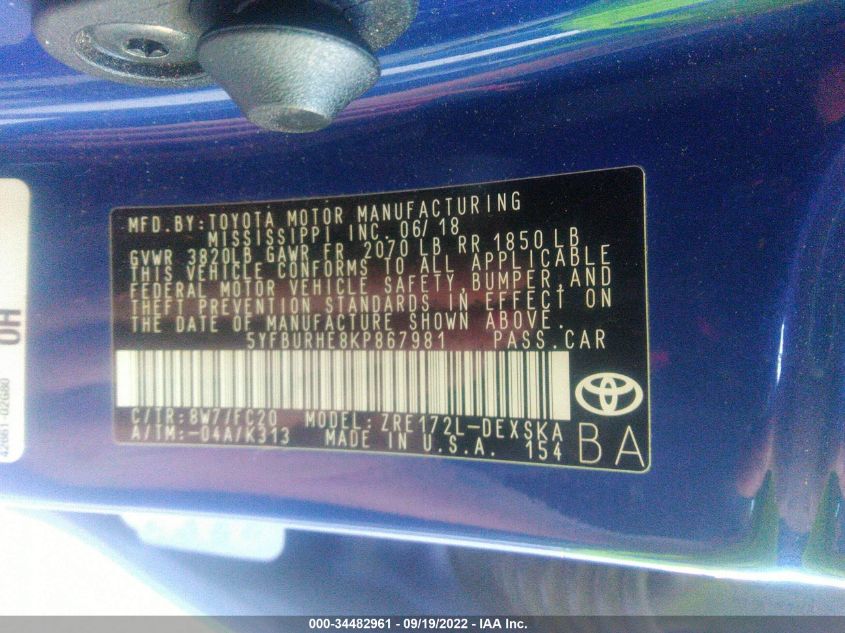 MFD.BY:TOYOTA MOTOR MANUFACTURING
MISSISSIPPI INC. 06/18
GVWR 3820LB GAWR FR 2070 LB RR 1850 LB
THIS VEHICLE CONFORMS TO ALL APPLICABLE
FEDERAL MOTOR VEHICLE SAFETY, BUMPER, AND
THEFT PREVENTION STANDARDS IN EFFECT ON
THE DATE OF MANUFACTURE SHOWN ABOVE.
5YFBURHE8KP867981 PASS.CAR
C/TR: 8W7/FC20 MODEL: ZRE172L-DEXSKA
A/TM: -04A/K313 MADE IN U.S.A. 154
BA
OH
42661-02G80
000-34482961 - 09/19/2022 - IAA Inc.